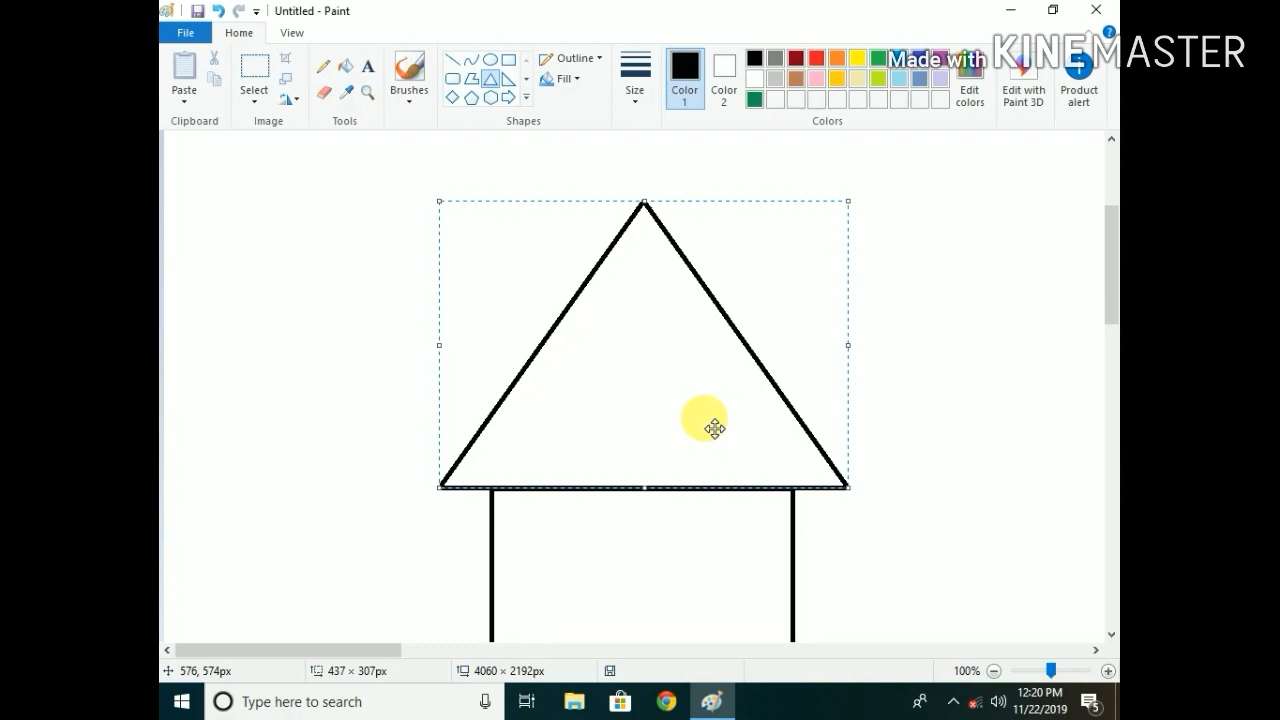 Untitled - Paint
File Home View
Made with KINEMASTER
Paste
Select
Brushes
Outline
Fill
Size
Color 1
Color 2
Edit colors
Edit with Paint 3D
Product alert
Clipboard
Image
Tools
Shapes
Colors
576, 574px
437 × 307px
4060 × 2192px
100%
Type here to search
12:20 PM
11/22/2019
5